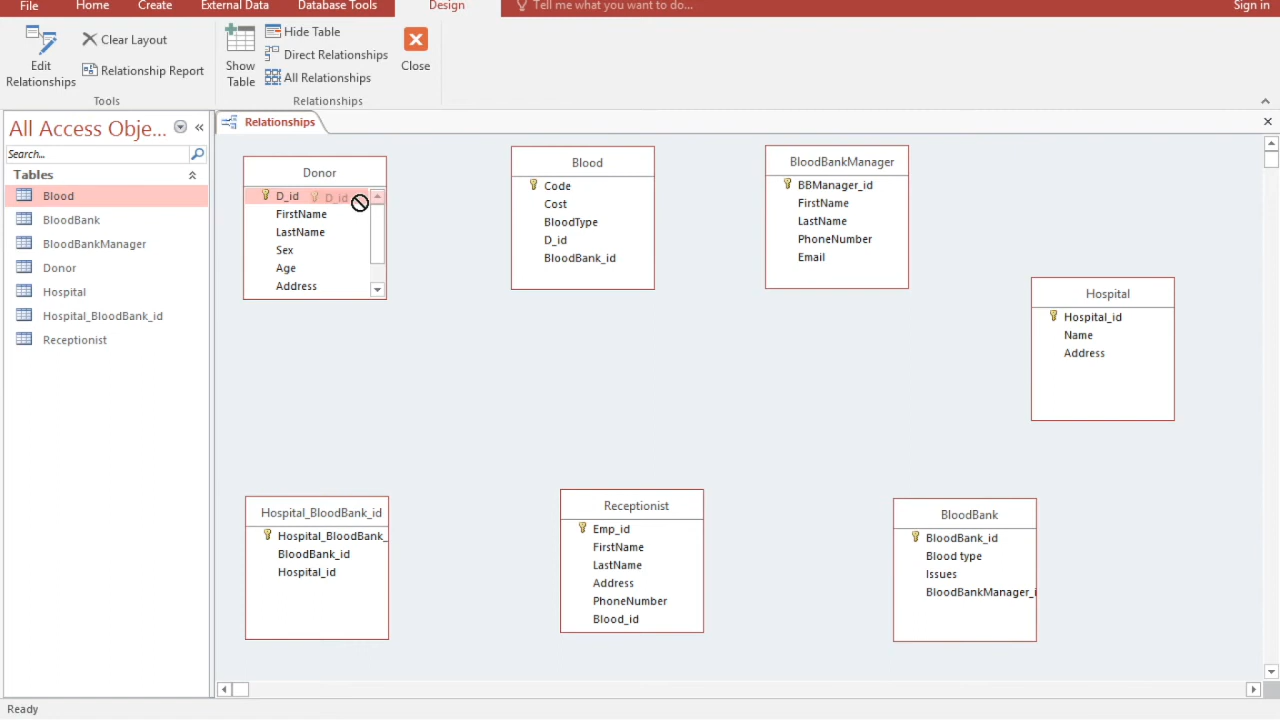 File Home Create External Data Database Tools Design Tell me what you want to do... Sign in
Edit Relationships
Clear Layout
Relationship Report
Tools
Show Table
Hide Table
Direct Relationships
All Relationships
Relationships
Close
All Access Obje...
Search...
Tables
Blood
BloodBank
BloodBankManager
Donor
Hospital
Hospital_BloodBank_id
Receptionist
Relationships
Donor
D_id D_id
FirstName
LastName
Sex
Age
Address
Blood
Code
Cost
BloodType
D_id
BloodBank_id
BloodBankManager
BBManager_id
FirstName
LastName
PhoneNumber
Email
Hospital
Hospital_id
Name
Address
Hospital_BloodBank_id
Hospital_BloodBank_
BloodBank_id
Hospital_id
Receptionist
Emp_id
FirstName
LastName
Address
PhoneNumber
Blood_id
BloodBank
BloodBank_id
Blood type
Issues
BloodBankManager_i
Ready